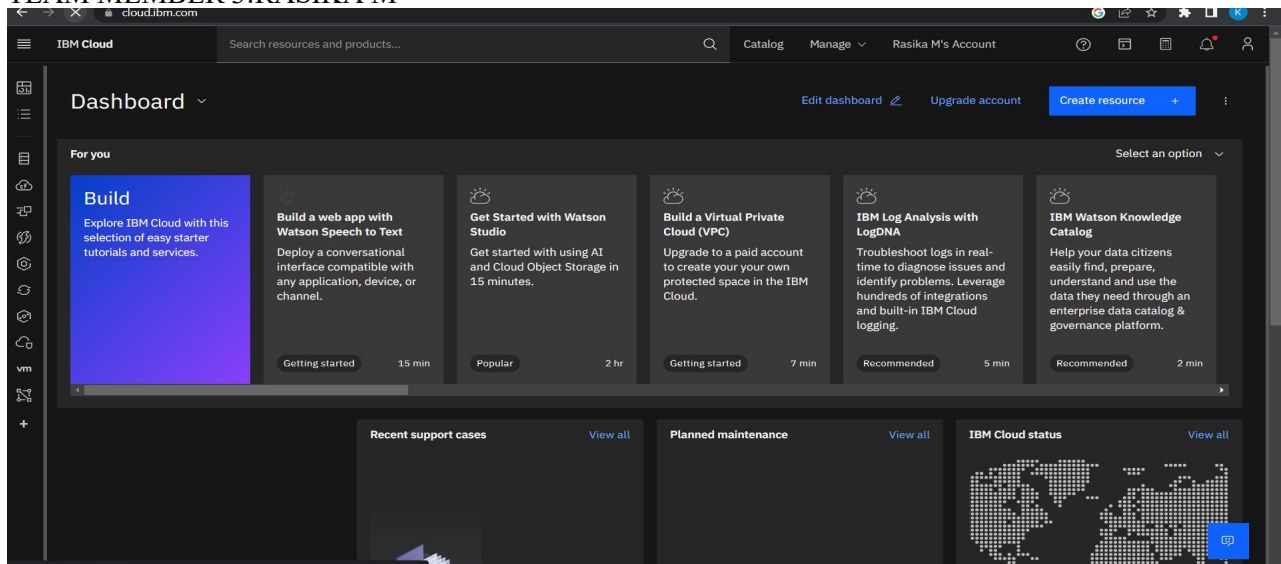 TEAM MEMBER 3:RASIKA M
cloud.ibm.com
K
IBM Cloud
Search resources and products...
Catalog
Manage
Rasika M's Account
Dashboard
Edit dashboard
Upgrade account
Create resource +
For you
Select an option
Build
Explore IBM Cloud with this
selection of easy starter
tutorials and services.
Build a web app with
Watson Speech to Text
Deploy a conversational
interface compatible with
any application, device, or
channel.
Getting started
15 min
Get Started with Watson
Studio
Get started with using AI
and Cloud Object Storage in
15 minutes.
Popular
2 hr
Build a Virtual Private
Cloud (VPC)
Upgrade to a paid account
to create your your own
protected space in the IBM
Cloud.
Getting started
7 min
IBM Log Analysis with
LogDNA
Troubleshoot logs in real-
time to diagnose issues and
identify problems. Leverage
hundreds of integrations
and built-in IBM Cloud
logging.
Recommended
5 min
IBM Watson Knowledge
Catalog
Help your data citizens
easily find, prepare,
understand and use the
data they need through an
enterprise data catalog &
governance platform.
Recommended
2 min
vm
+
Recent support cases
View all
Planned maintenance
View all
IBM Cloud status
View all